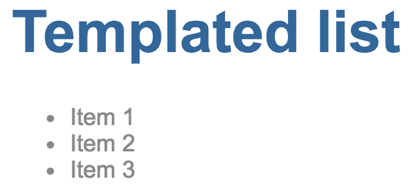 Templated list
• Item 1
• Item 2
• Item 3